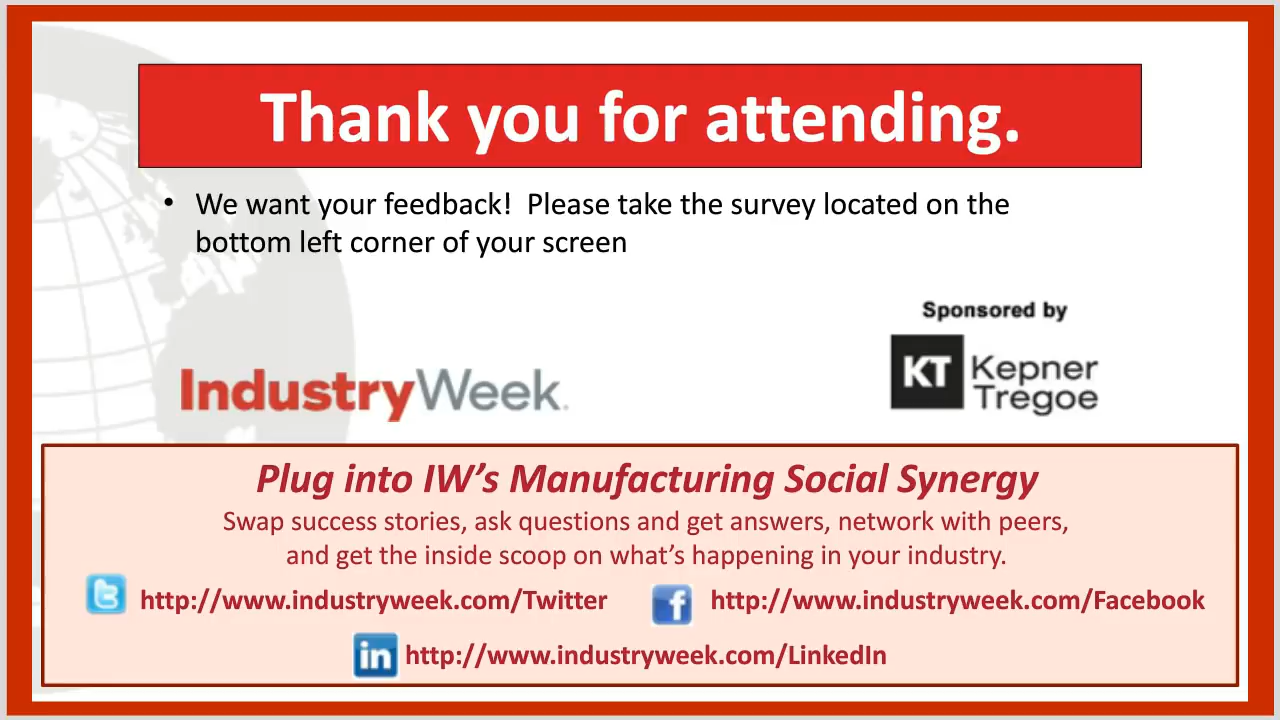 Thank you for attending.
• We want your feedback!  Please take the survey located on the
bottom left corner of your screen
Sponsored by
KT Kepner
Tregoe
IndustryWeek.
Plug into IW’s Manufacturing Social Synergy
Swap success stories, ask questions and get answers, network with peers,
and get the inside scoop on what’s happening in your industry.
http://www.industryweek.com/Twitter
http://www.industryweek.com/Facebook
http://www.industryweek.com/LinkedIn